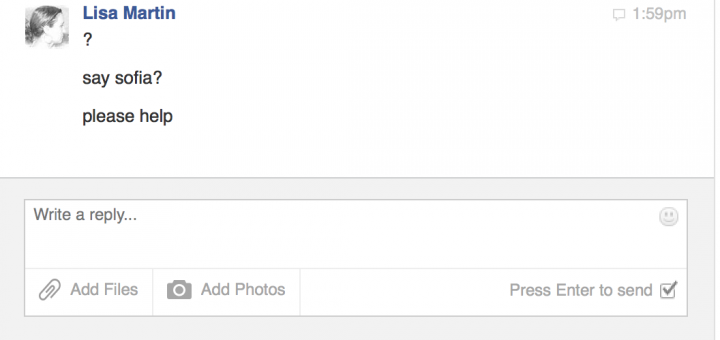 Lisa Martin 1:59pm
?
say sofia?
please help
Write a reply...
Add Files Add Photos Press Enter to send